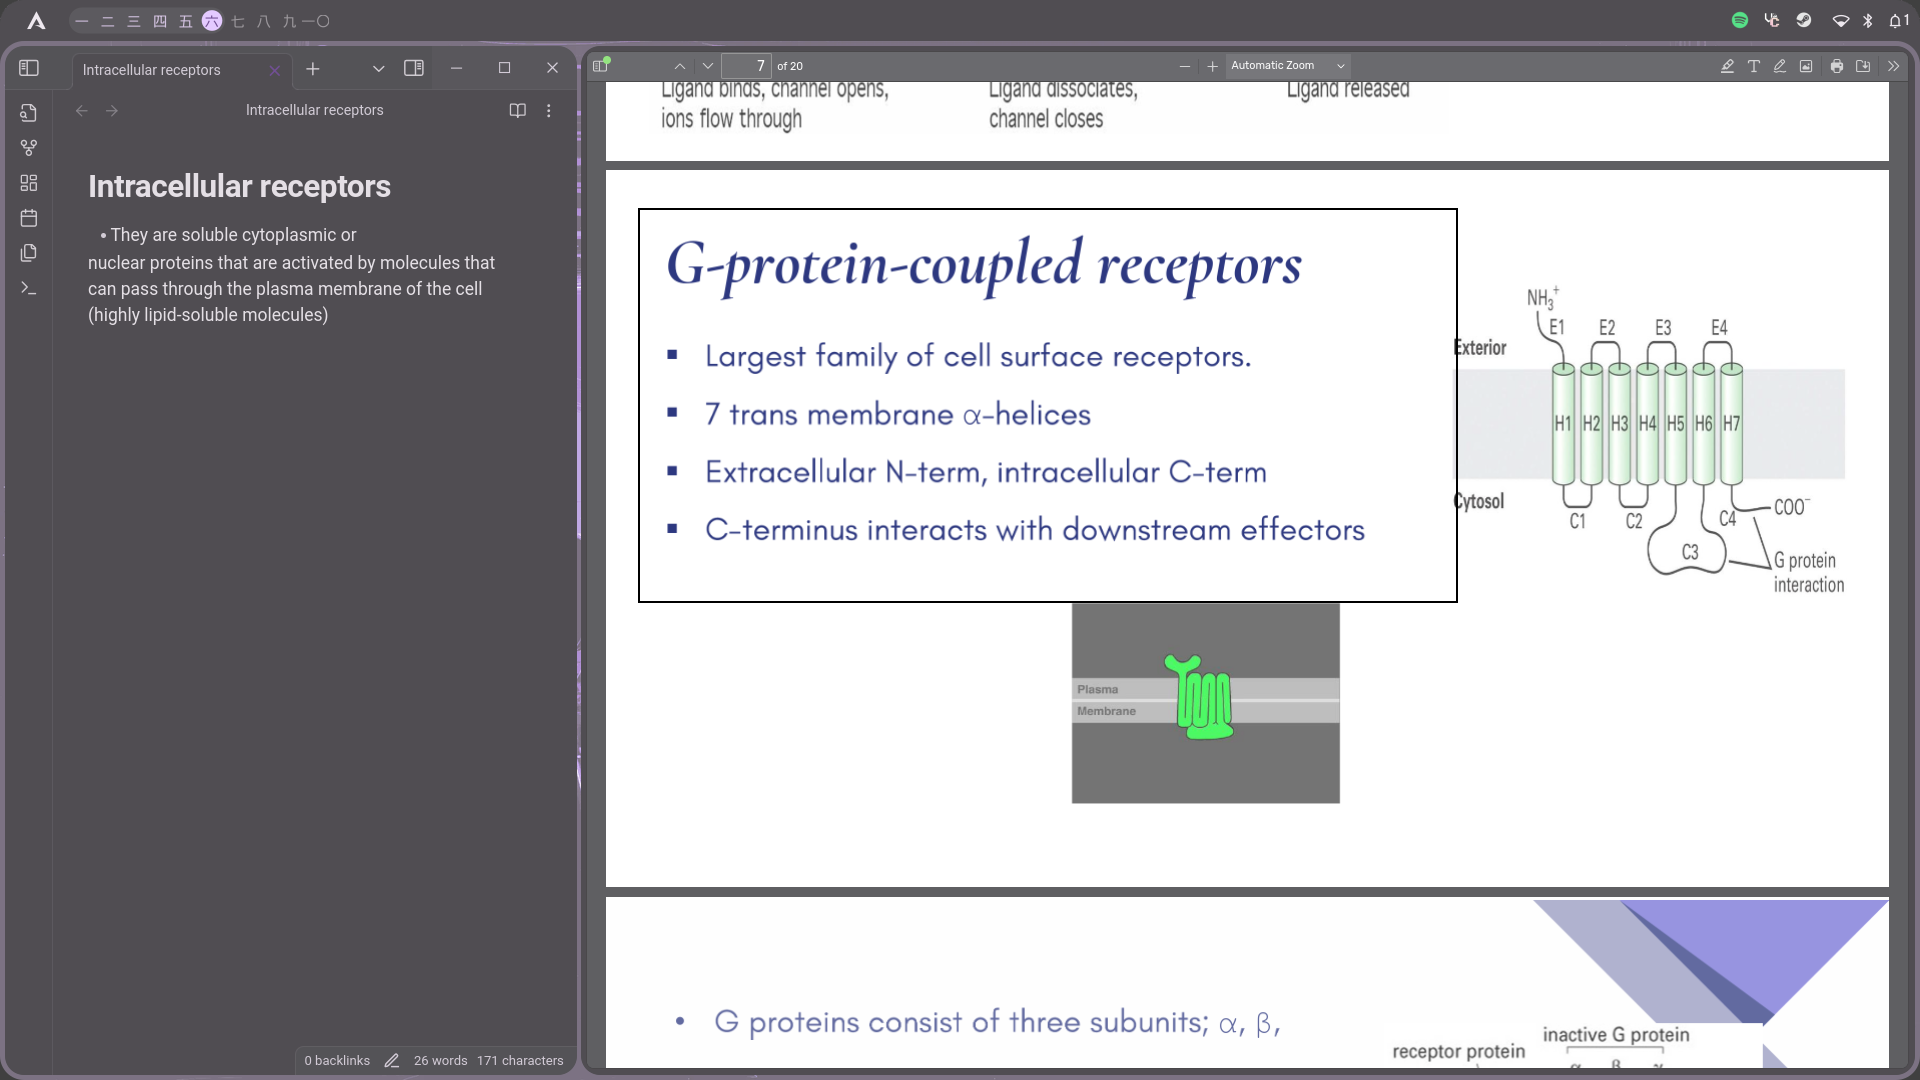 一 二 三 四 五 六 七 八 九 一〇
1
Intracellular receptors
Intracellular receptors
Intracellular receptors
• They are soluble cytoplasmic or
nuclear proteins that are activated by molecules that
can pass through the plasma membrane of the cell
(highly lipid-soluble molecules)
0 backlinks 26 words 171 characters
7 of 20
Automatic Zoom
Ligand binds, channel opens,
ions flow through
Ligand dissociates,
channel closes
Ligand released
G-protein-coupled receptors
▪ Largest family of cell surface receptors.
▪ 7 trans membrane α-helices
▪ Extracellular N-term, intracellular C-term
▪ C-terminus interacts with downstream effectors
NH3+
E1 E2 E3 E4
Exterior
H1 H2 H3 H4 H5 H6 H7
Cytosol
C1 C2 C3 C4
COO−
G protein
interaction
Plasma
Membrane
• G proteins consist of three subunits; α, β,
inactive G protein
receptor protein
α β γ